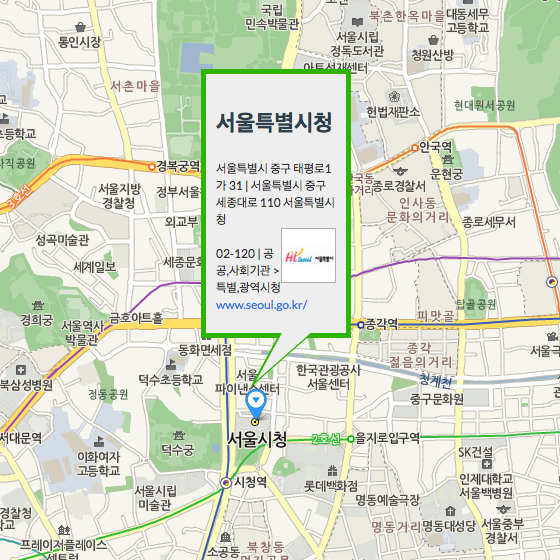 국립
민속박물관
북촌한옥마을
대동세무
고등학교
통인시장
서울시립
정독도서관
청원산방
서촌마을
아트선재센터
헌법재판소
현대원서공원
안국역
경복궁역
3호선
운현궁
종로경찰서
서울지방
경찰청
정부서울
외교부
인사동
문화의거리
종로세무서
성곡미술관
세계일보
세종문화
서울특별시청
서울특별시 중구 태평로1
가 31 | 서울특별시 중구
세종대로 110 서울특별시
청
02-120 | 공
공,사회기관 >
특별,광역시청
www.seoul.go.kr/
Hi Seoul 서울특별시
탑골공원
경희궁
서울역사
박물관
금호아트홀
종각역
피맛골
동화면세점
종각
젊음의거리
청계천
북삼성병원
덕수초등학교
정동공원
서울
파이낸스센터
한국관광공사
서울센터
중구문화원
서울시청
2호선
을지로입구역
서대문역
덕수궁
이화여자
고등학교
SK건설
인제대학교
서울백병원
롯데백화점
시청역
서울시립
미술관
명동예술극장
명동거리
명동대성당
서울중부
경찰서
경찰청
프레이저플레이스
센트럴
소공동
북창동